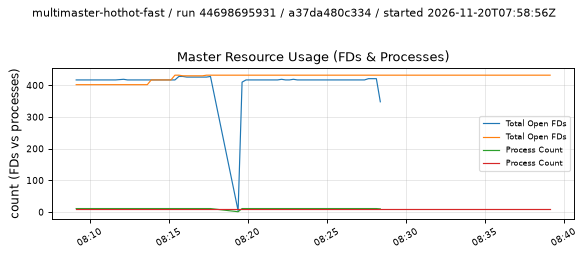 multimaster-hothot-fast / run 44698695931 / a37da480c334 / started 2026-11-20T07:58:56Z
Master Resource Usage (FDs & Processes)
count (FDs vs processes)
400
300
200
100
0
Total Open FDs
Total Open FDs
Process Count
Process Count
08:10
08:15
08:20
08:25
08:30
08:35
08:40